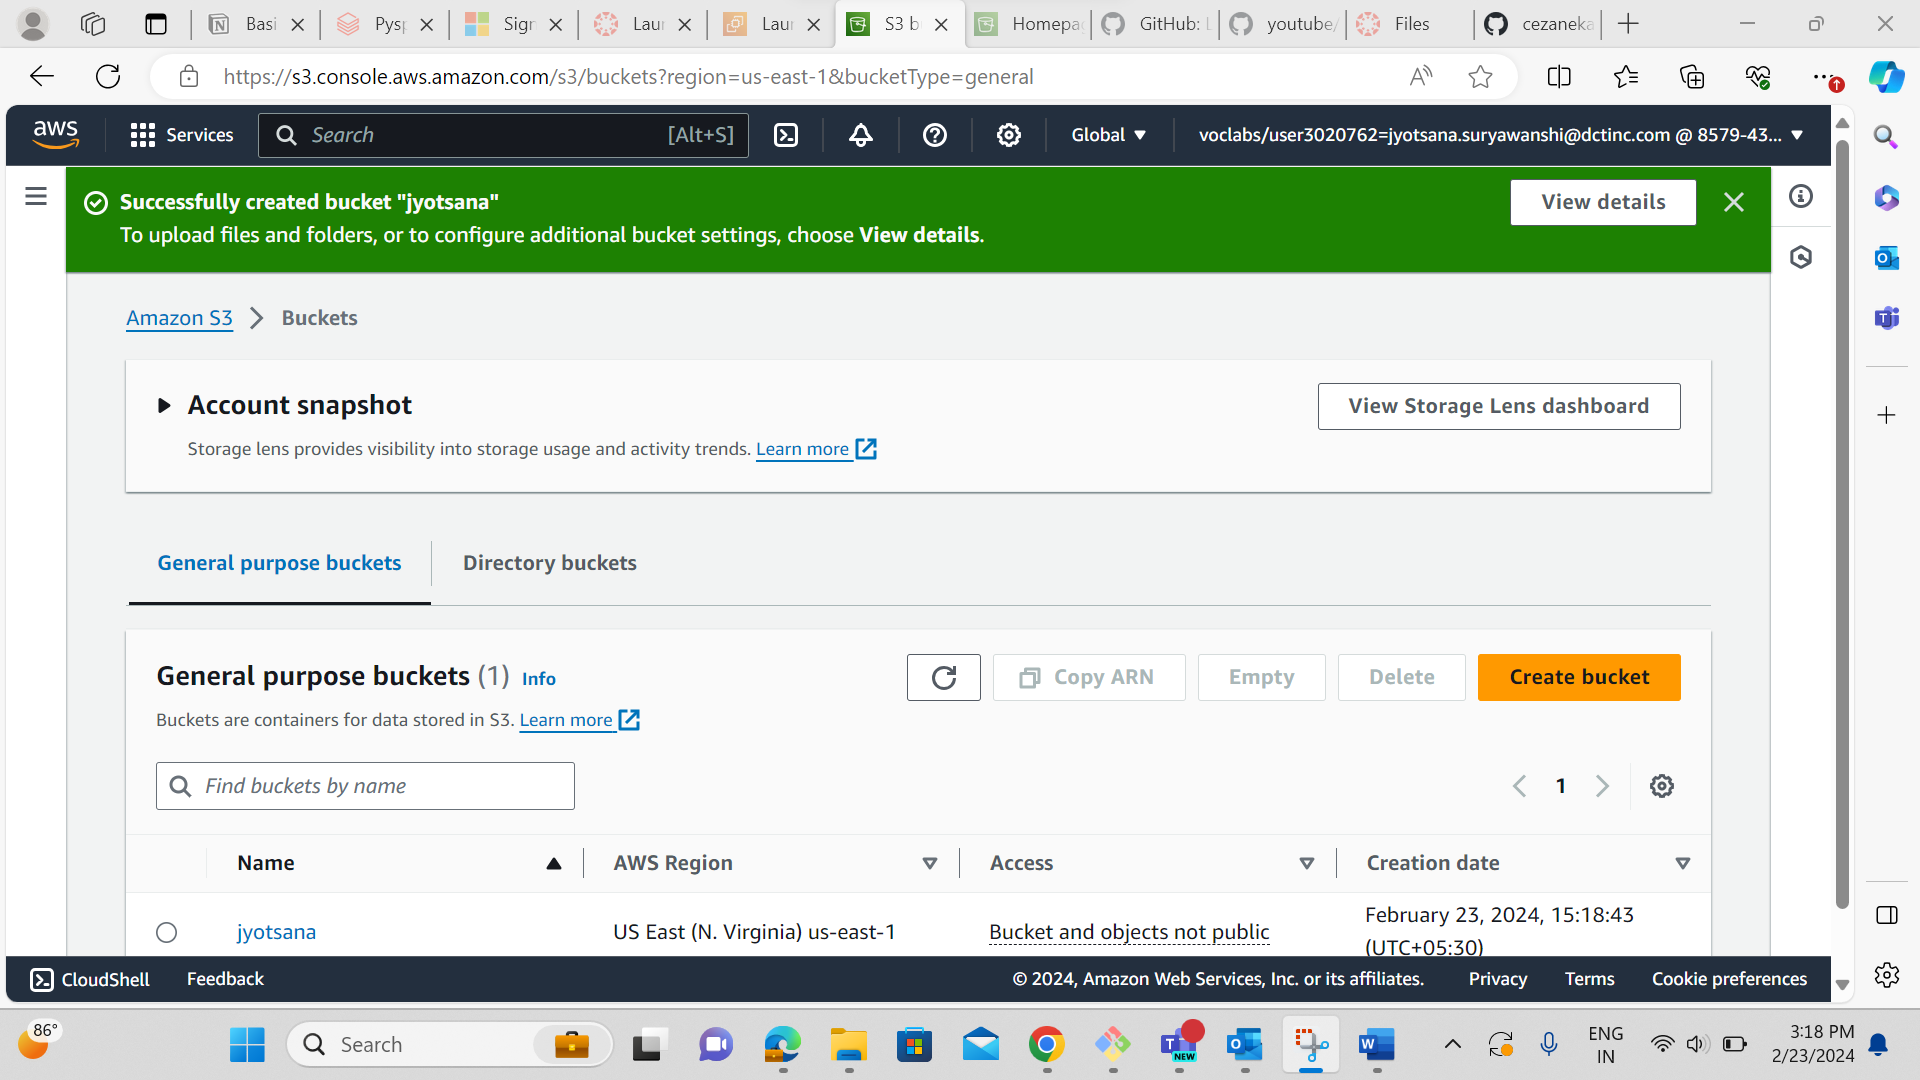 Basi
Pysp
Sign
Laun
Laun
S3 b
Homepag
GitHub: L
youtube/
Files
cezaneka
https://s3.console.aws.amazon.com/s3/buckets?region=us-east-1&bucketType=general
aws
Services
Search
[Alt+S]
Global
voclabs/user3020762=jyotsana.suryawanshi@dctinc.com @ 8579-43...
Successfully created bucket "jyotsana"
To upload files and folders, or to configure additional bucket settings, choose View details.
View details
Amazon S3 > Buckets
Account snapshot
Storage lens provides visibility into storage usage and activity trends. Learn more
View Storage Lens dashboard
General purpose buckets
Directory buckets
General purpose buckets (1) Info
Buckets are containers for data stored in S3. Learn more
Copy ARN
Empty
Delete
Create bucket
Find buckets by name
1
Name
AWS Region
Access
Creation date
jyotsana
US East (N. Virginia) us-east-1
Bucket and objects not public
February 23, 2024, 15:18:43
(UTC+05:30)
CloudShell
Feedback
© 2024, Amazon Web Services, Inc. or its affiliates.
Privacy
Terms
Cookie preferences
86°
Search
NEW
ENG
IN
3:18 PM
2/23/2024